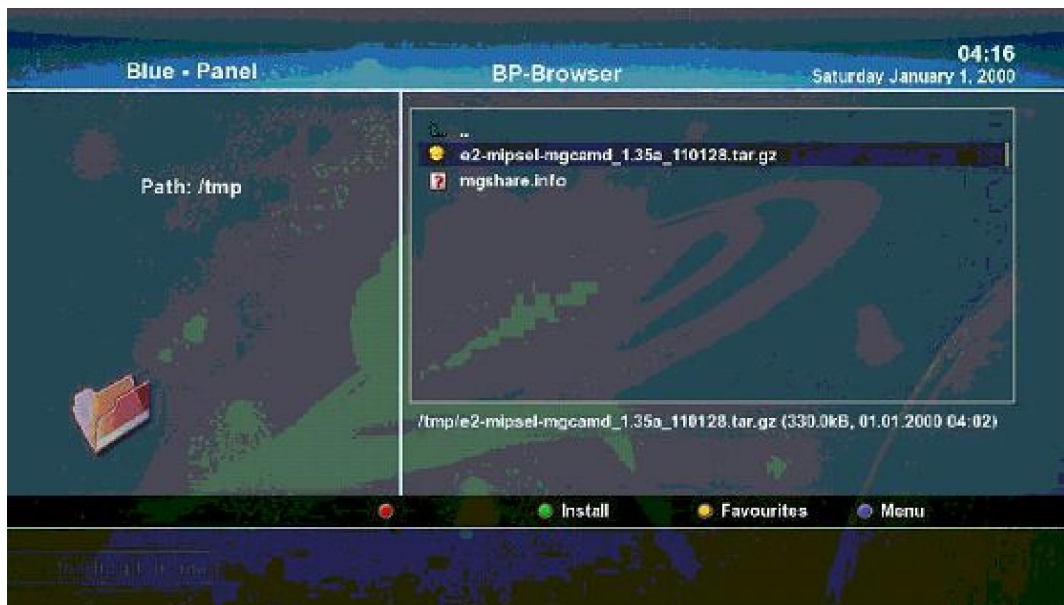 04:16
Blue - Panel
BP-Browser
Saturday January 1, 2000
..
e2-mipsel-mgcamd_1.35a_110128.tar.gz
mgshare.info
Path: /tmp
/tmp/e2-mipsel-mgcamd_1.35a_110128.tar.gz (330.0kB, 01.01.2000 04:02)
Install
Favourites
Menu